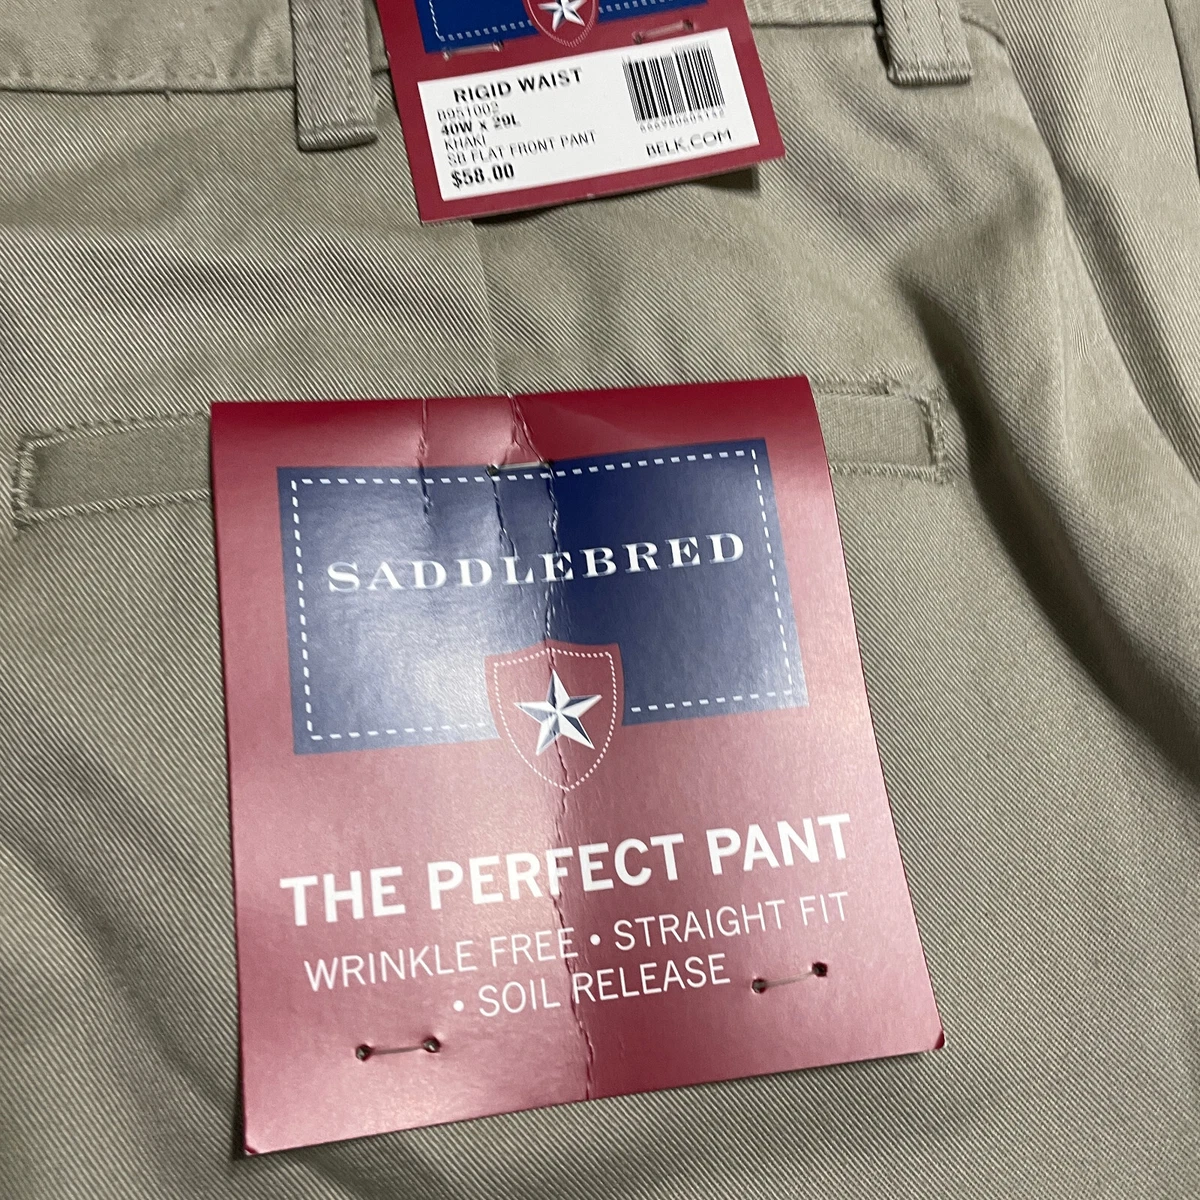 RIGID WAIST
B951002
40W x 29L
KHAKI
SB FLAT FRONT PANT
$58.00
BELK.COM
SADDLEBRED
THE PERFECT PANT
WRINKLE FREE • STRAIGHT FIT
• SOIL RELEASE